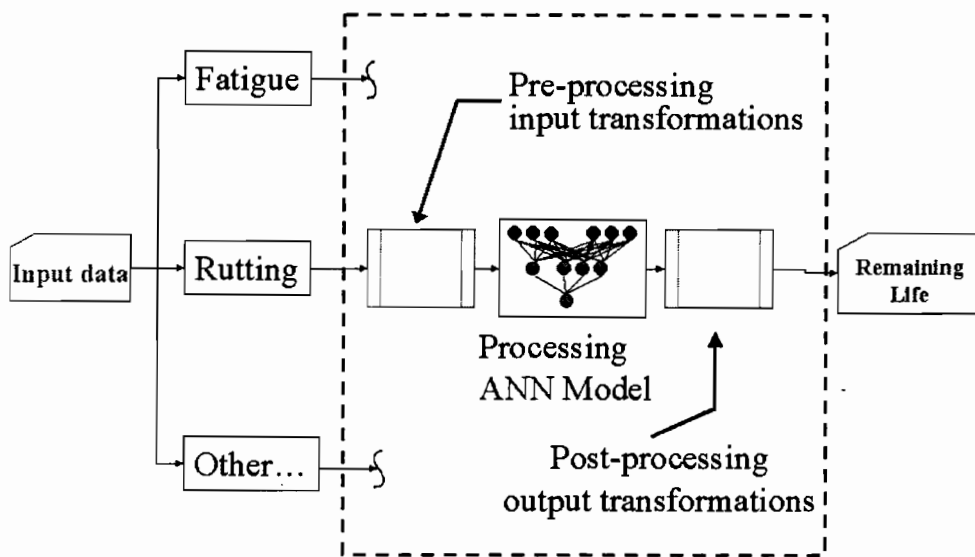 Fatigue
Pre-processing
input transformations
Input data
Rutting
Remaining
Life
Processing
ANN Model
Other...
Post-processing
output transformations